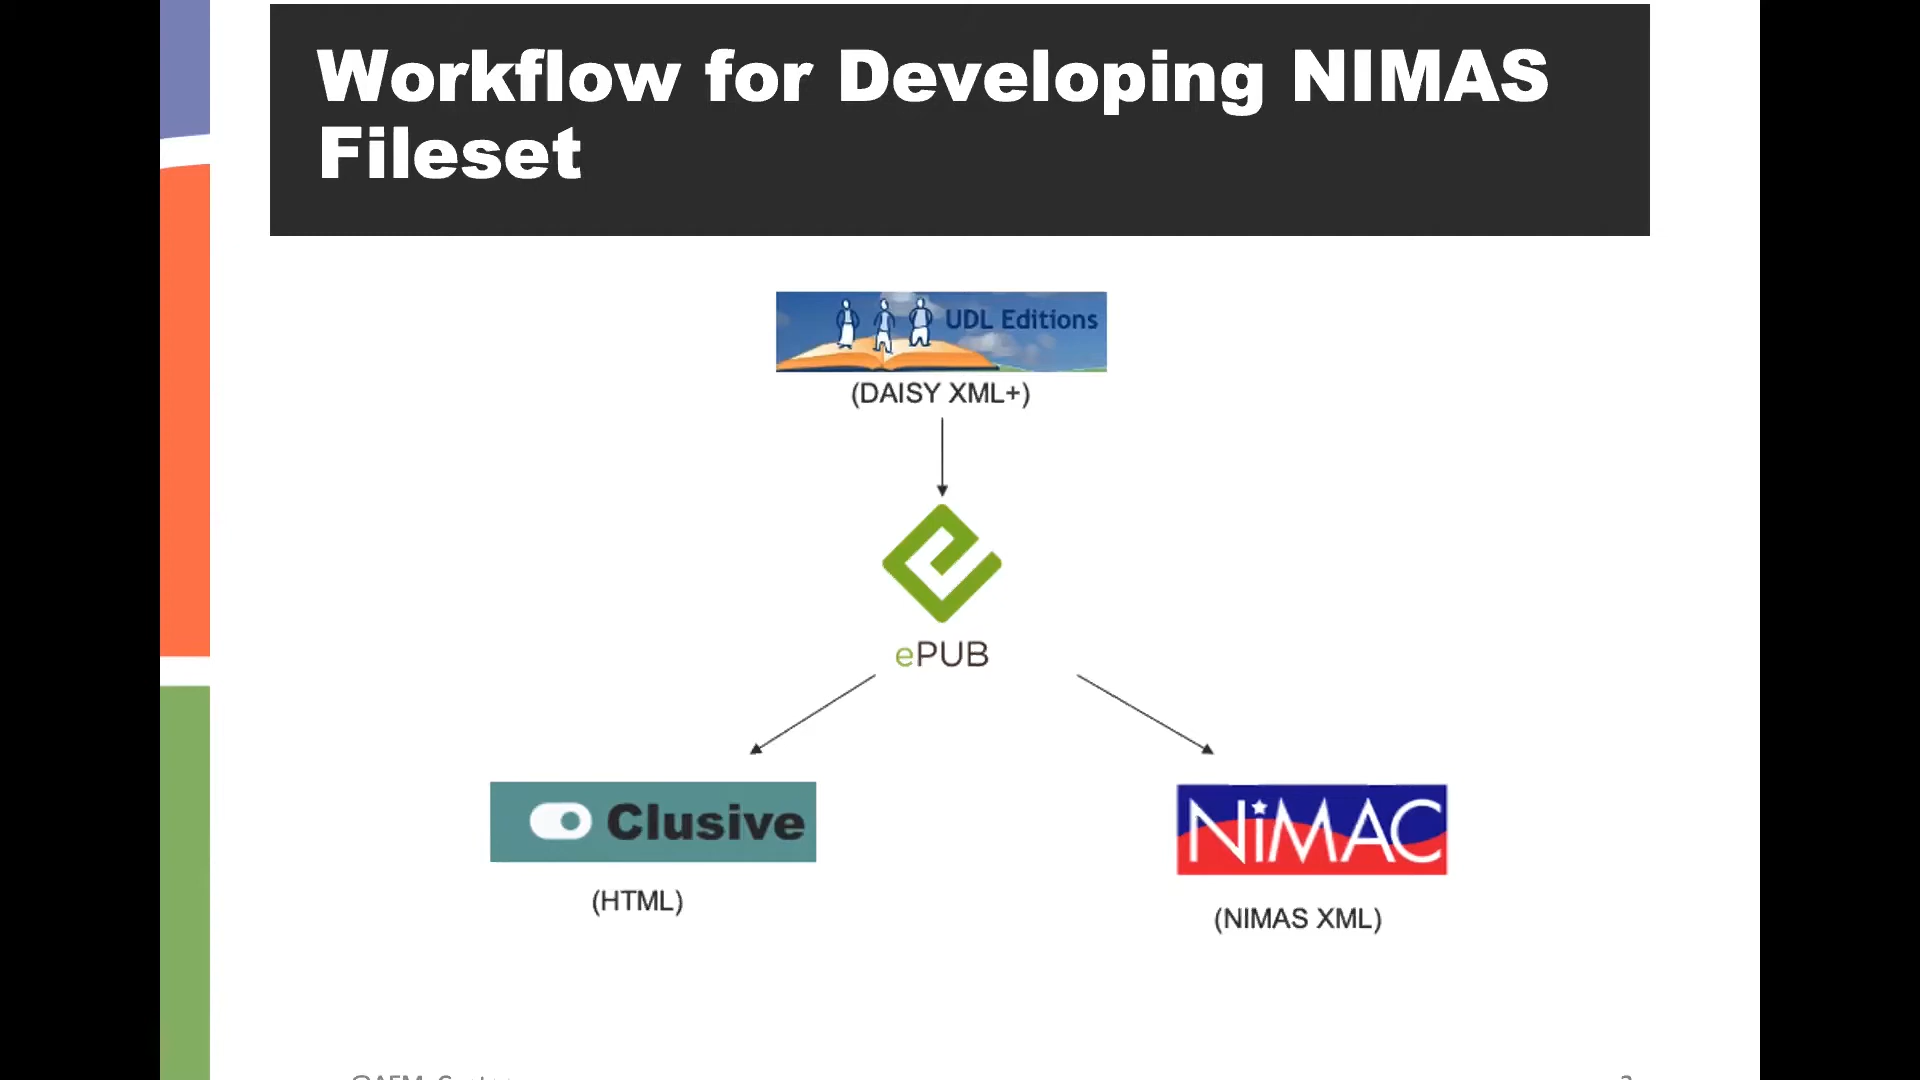 Workflow for Developing NIMAS
Fileset
UDL Editions
(DAISY XML+)
ePUB
Clusive
NiMAC
(HTML)
(NIMAS XML)